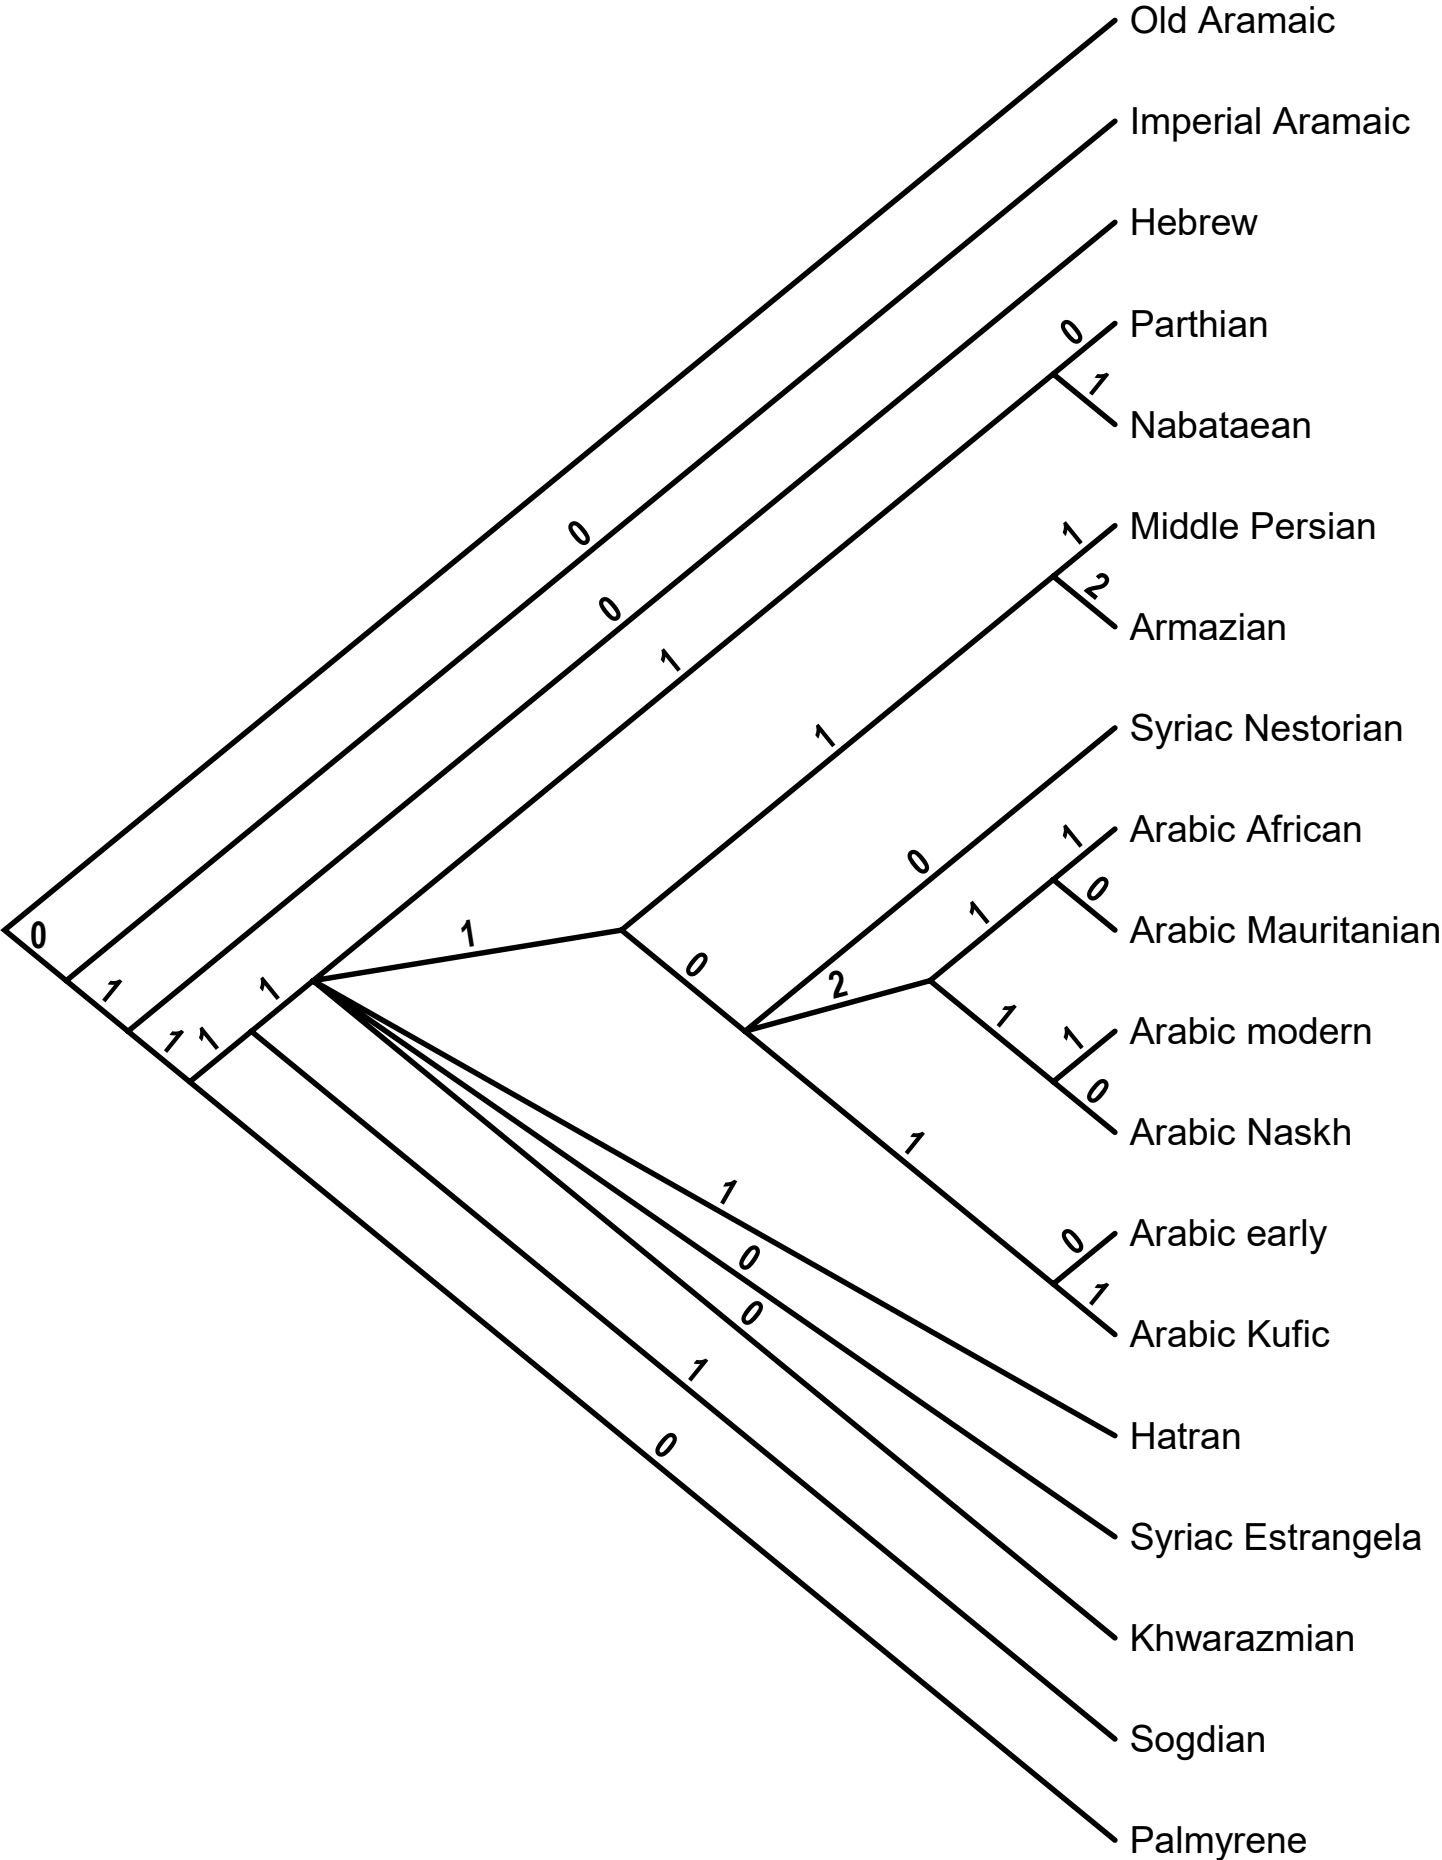 Old Aramaic
Imperial Aramaic
Hebrew
0
Parthian
1
Nabataean
1
Middle Persian
0
2
0
Armazian
1
1
Syriac Nestorian
0
1
Arabic African
0
1
0
1
Arabic Mauritanian
0
2
1
1
1
1
1
1
Arabic modern
0
Arabic Naskh
1
1
0
Arabic early
0
1
0
Arabic Kufic
1
0
Hatran
Syriac Estrangela
Khwarazmian
Sogdian
Palmyrene